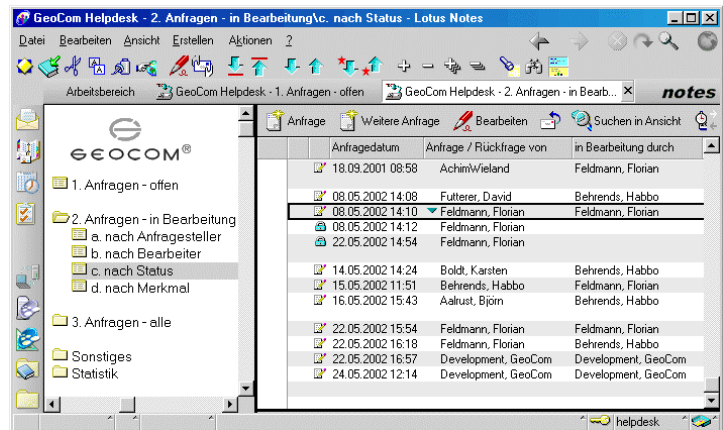 GeoCom Helpdesk - 2. Anfragen - in Bearbeitung\c. nach Status - Lotus Notes
Datei Bearbeiten Ansicht Erstellen Aktionen ?
Arbeitsbereich GeoCom Helpdesk - 1. Anfragen - offen GeoCom Helpdesk - 2. Anfragen - in Bearb... notes
Anfrage Weitere Anfrage Bearbeiten Suchen in Ansicht
GEOCOM®
1. Anfragen - offen
2. Anfragen - in Bearbeitung
a. nach Anfragesteller
b. nach Bearbeiter
c. nach Status
d. nach Merkmal
3. Anfragen - alle
Sonstiges
Statistik
Anfragedatum Anfrage / Rückfrage von in Bearbeitung durch
18.09.2001 08:58 AchimWieland Feldmann, Florian
08.05.2002 14:08 Futterer, David Behrends, Habbo
08.05.2002 14:10 Feldmann, Florian Feldmann, Florian
08.05.2002 14:12 Feldmann, Florian
22.05.2002 14:54 Feldmann, Florian
14.05.2002 14:24 Boldt, Karsten Behrends, Habbo
15.05.2002 11:51 Behrends, Habbo Feldmann, Florian
16.05.2002 15:43 Aalrust, Björn Behrends, Habbo
22.05.2002 15:54 Feldmann, Florian Feldmann, Florian
22.05.2002 16:18 Feldmann, Florian Behrends, Habbo
22.05.2002 16:57 Development, GeoCom Development, GeoCom
24.05.2002 12:14 Development, GeoCom Development, GeoCom
helpdesk